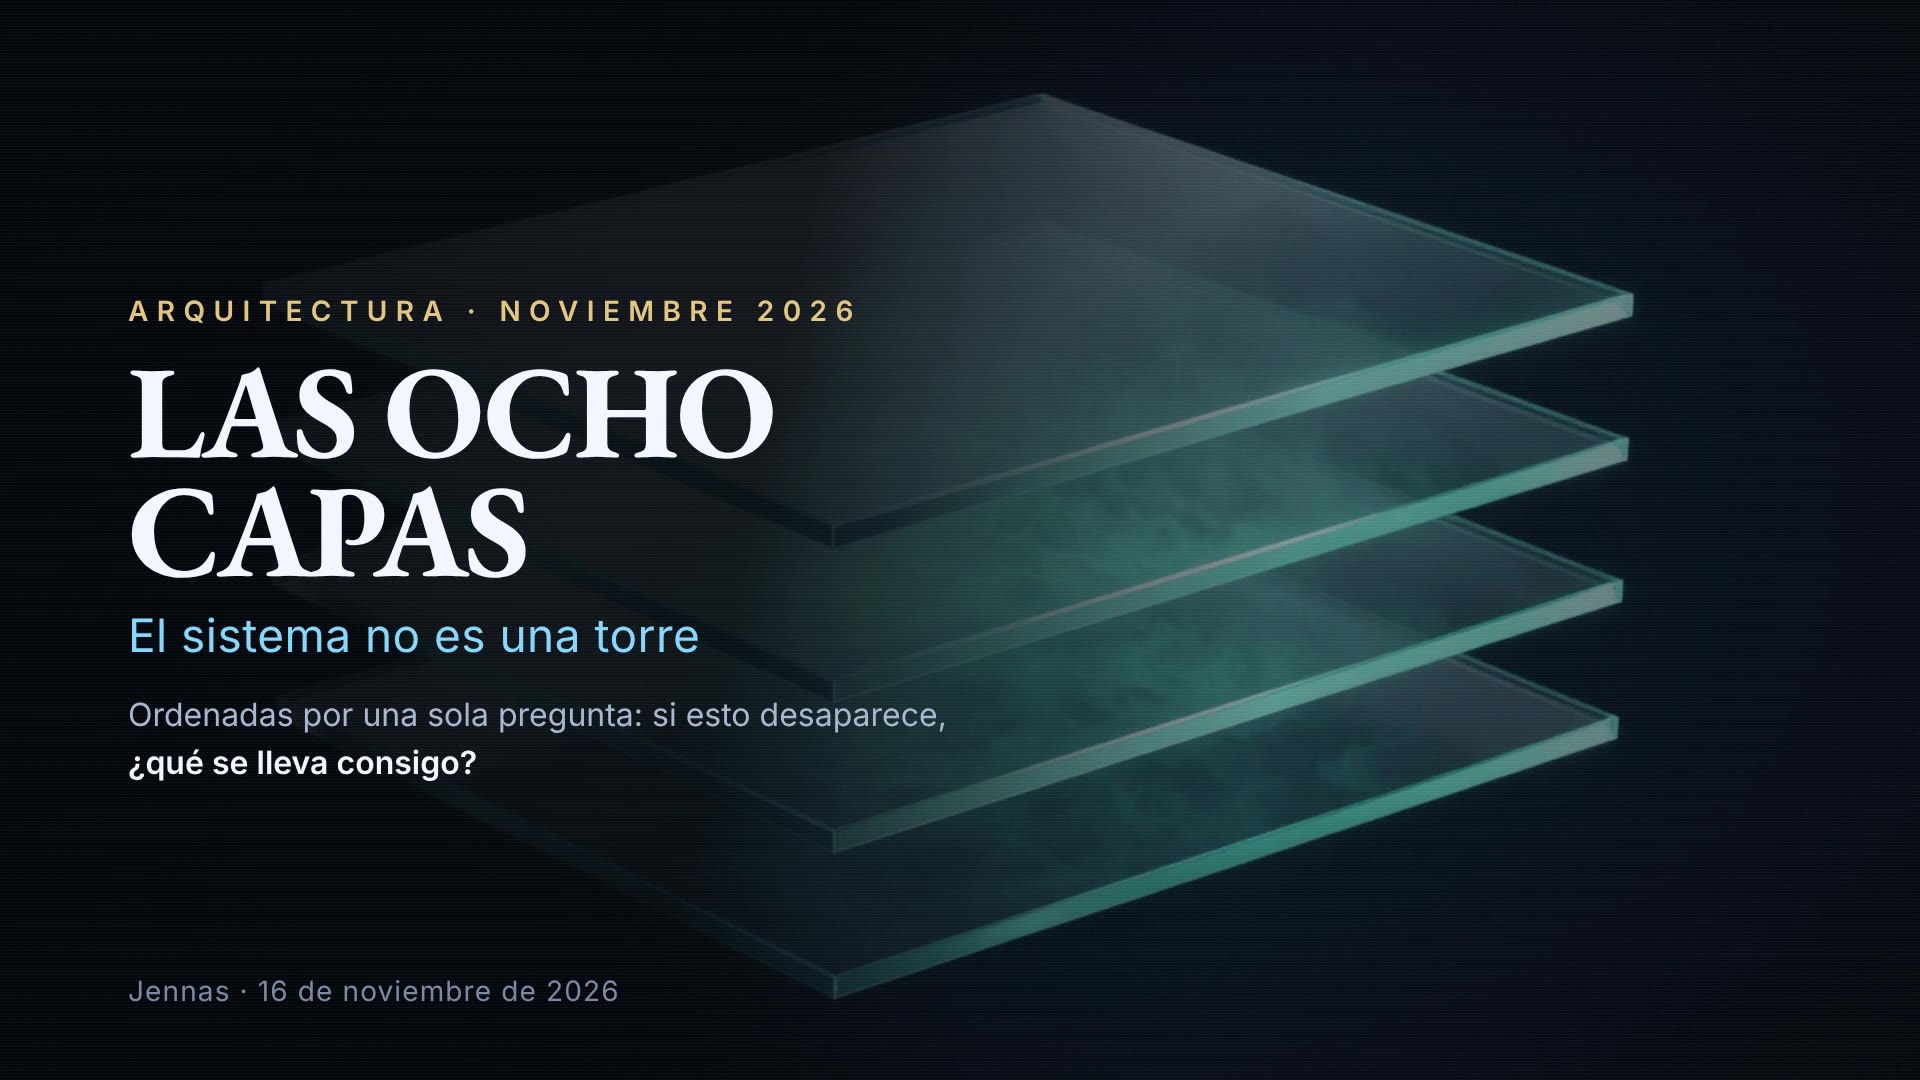 ARQUITECTURA · NOVIEMBRE 2026
LAS OCHO
CAPAS
El sistema no es una torre
Ordenadas por una sola pregunta: si esto desaparece,
¿qué se lleva consigo?
Jennas · 16 de noviembre de 2026